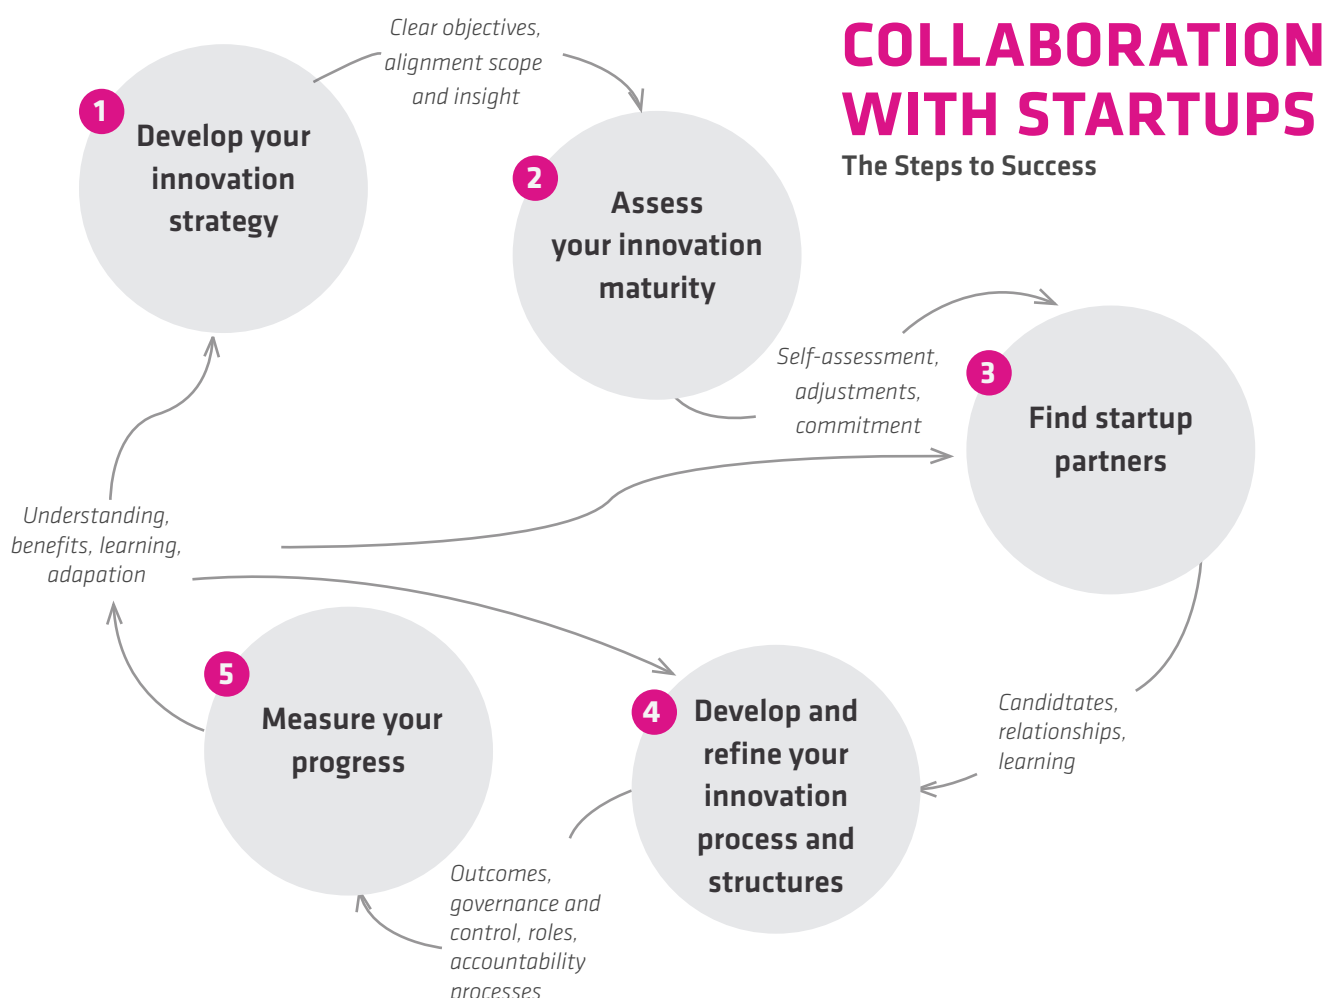 COLLABORATION
WITH STARTUPS
The Steps to Success
1
Develop your
innovation
strategy
Clear objectives,
alignment scope
and insight
2
Assess
your innovation
maturity
Self-assessment,
adjustments,
commitment
3
Find startup
partners
Candidtates,
relationships,
learning
4
Develop and
refine your
innovation
process and
structures
Outcomes,
governance and
control, roles,
accountability
processes
5
Measure your
progress
Understanding,
benefits, learning,
adapation